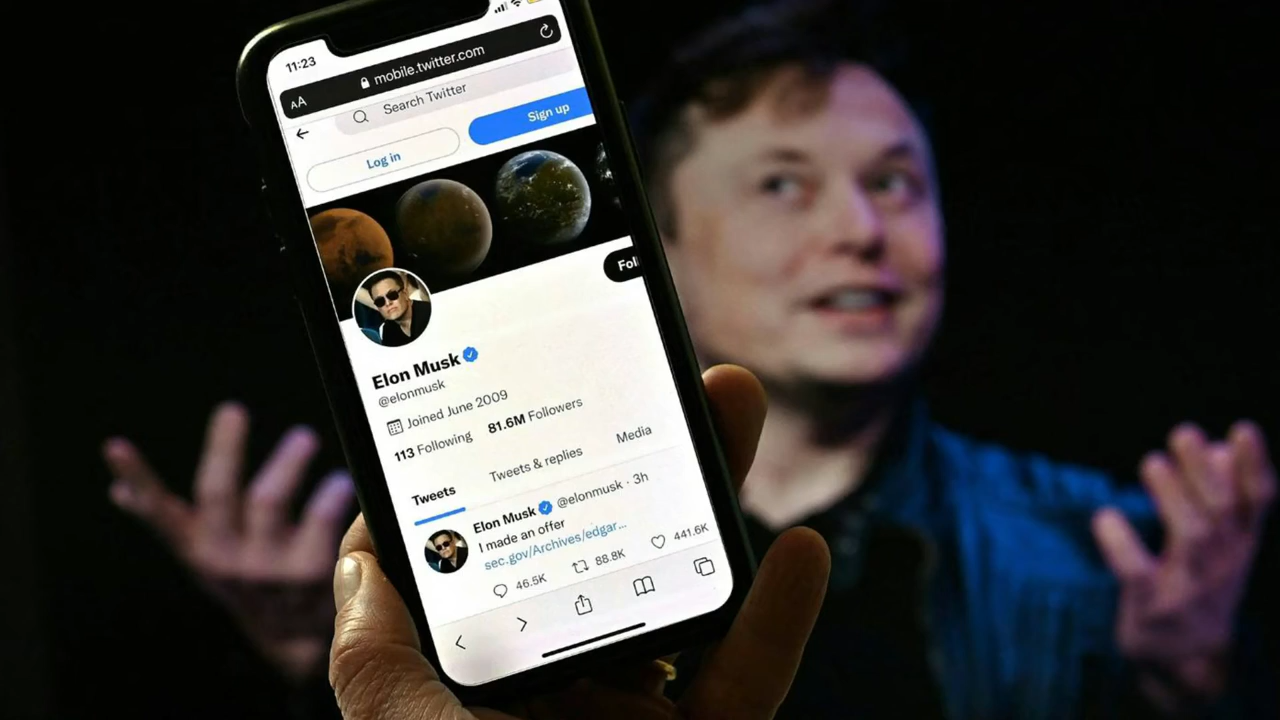 11:23
AA mobile.twitter.com
Search Twitter
Log in Sign up
Fol
Elon Musk
@elonmusk
Joined June 2009
113 Following 81.6M Followers
Tweets Tweets & replies Media
Elon Musk @elonmusk · 3h
I made an offer
sec.gov/Archives/edgar...
46.5K 88.8K 441.6K